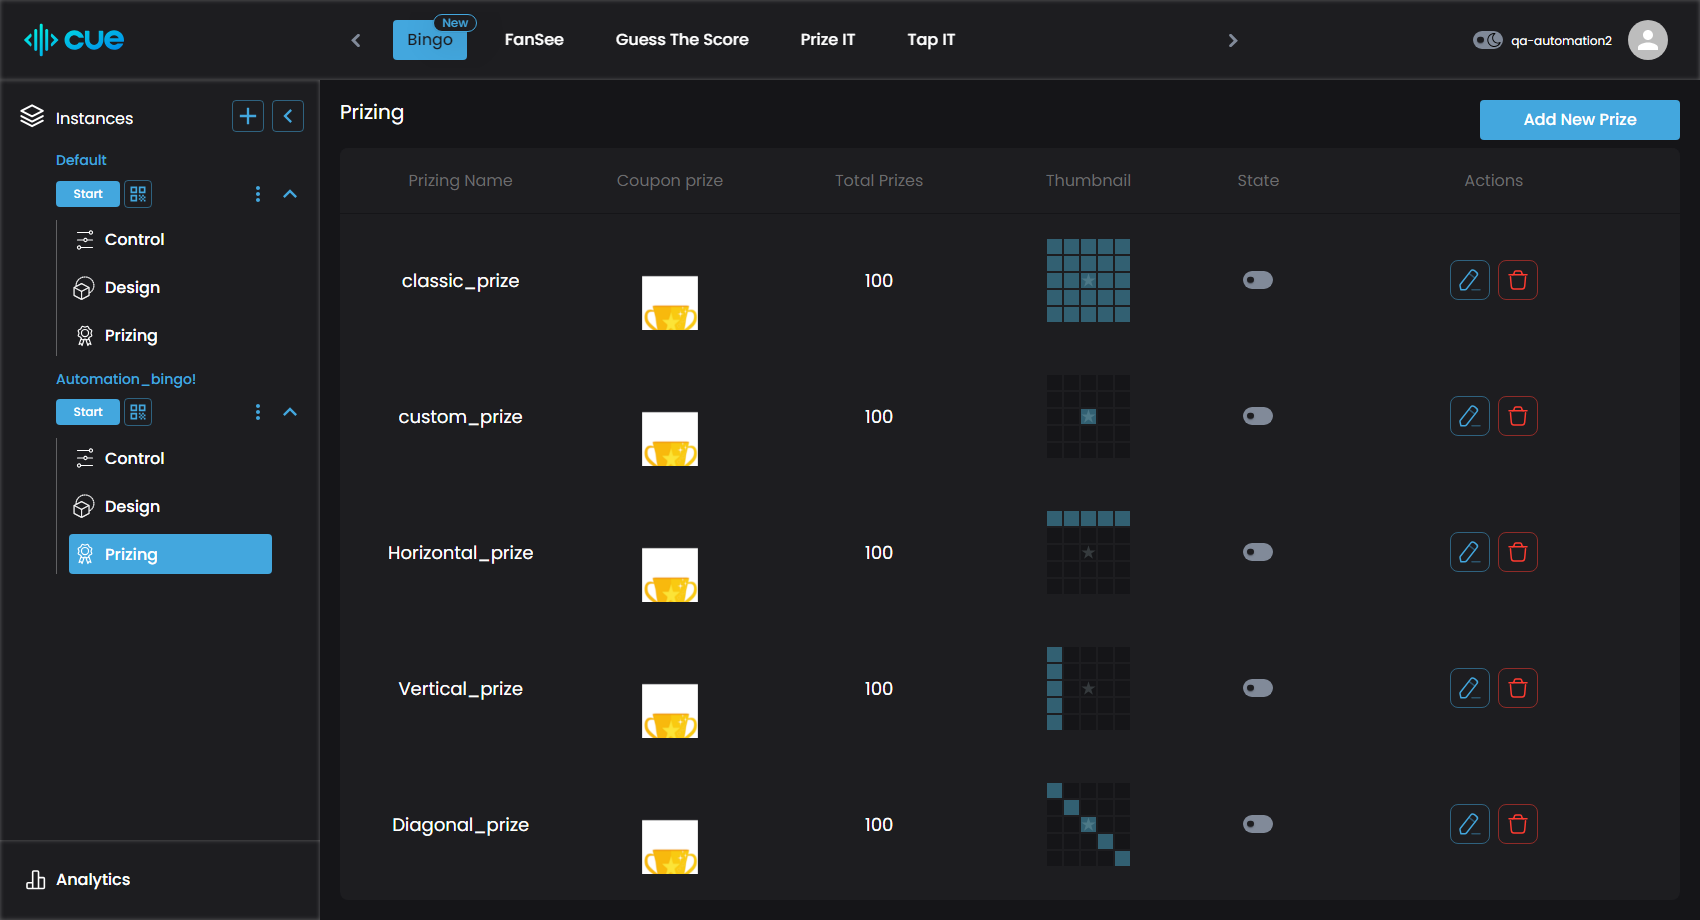 cue
New
Bingo
FanSee
Guess The Score
Prize IT
Tap IT
qa-automation2
Instances
Default
Start
Control
Design
Prizing
Automation_bingo!
Start
Control
Design
Prizing
Analytics
Prizing
Add New Prize
Prizing Name Coupon prize Total Prizes Thumbnail State Actions
classic_prize 100
custom_prize 100
Horizontal_prize 100
Vertical_prize 100
Diagonal_prize 100